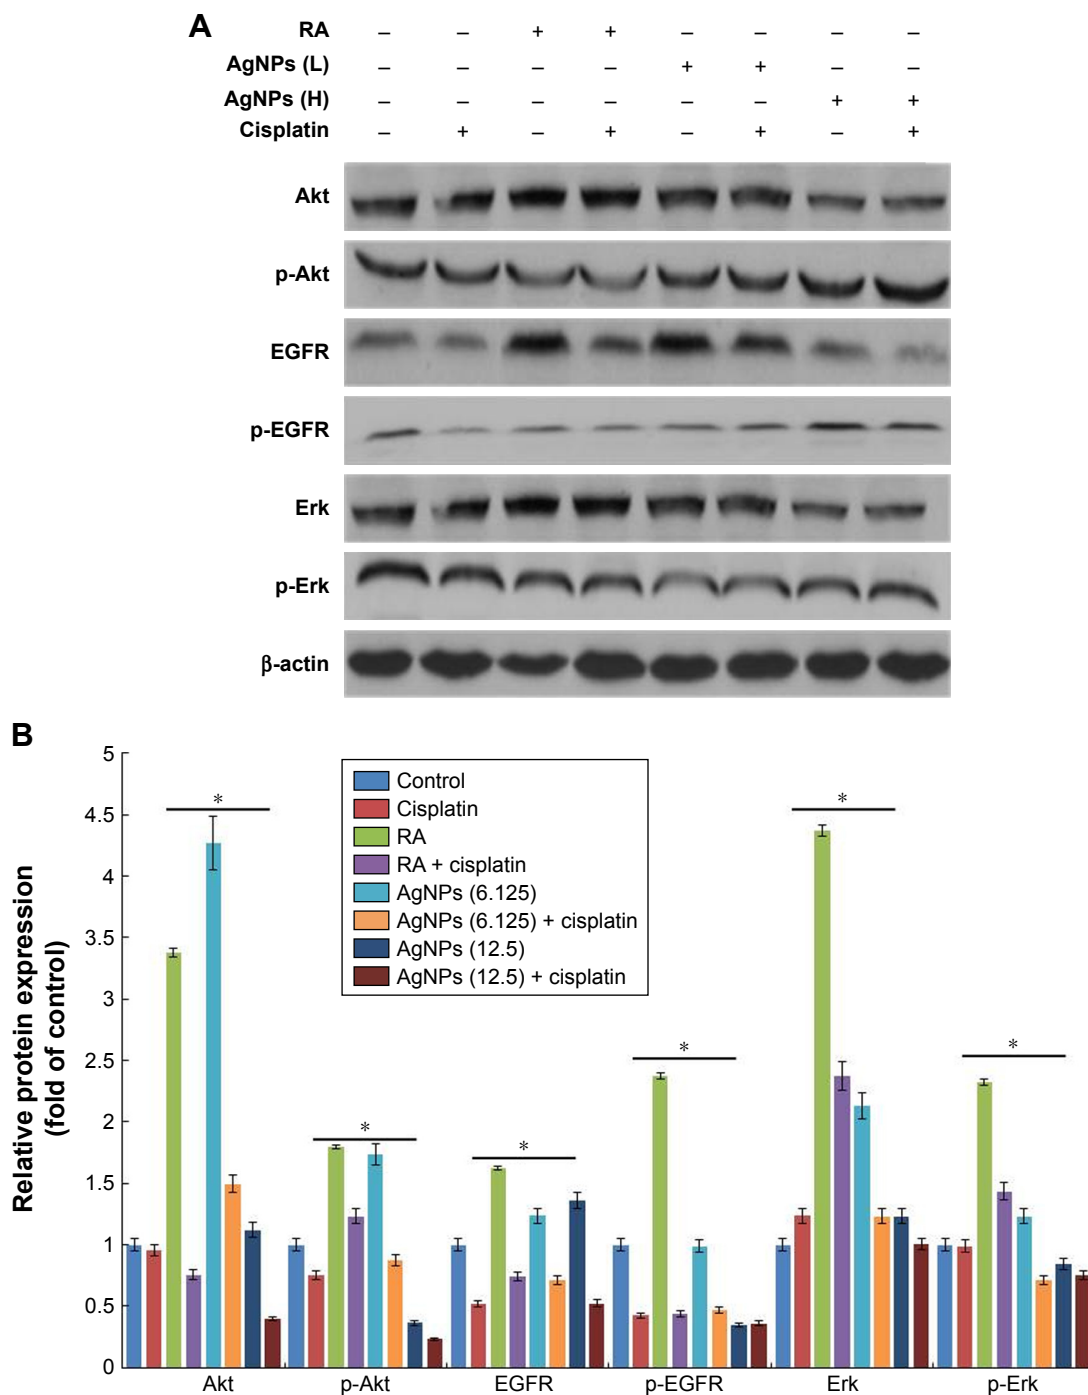 A
RA – – + + – – – –
AgNPs (L) – – – – + + – –
AgNPs (H) – – – – – – + +
Cisplatin – + – + – + – +
Akt
p-Akt
EGFR
p-EGFR
Erk
p-Erk
β-actin
B
Relative protein expression
(fold of control)
5
4.5
4
3.5
3
2.5
2
1.5
1
0.5
0
*
*
*
*
*
*
Control
Cisplatin
RA
RA + cisplatin
AgNPs (6.125)
AgNPs (6.125) + cisplatin
AgNPs (12.5)
AgNPs (12.5) + cisplatin
Akt p-Akt EGFR p-EGFR Erk p-Erk